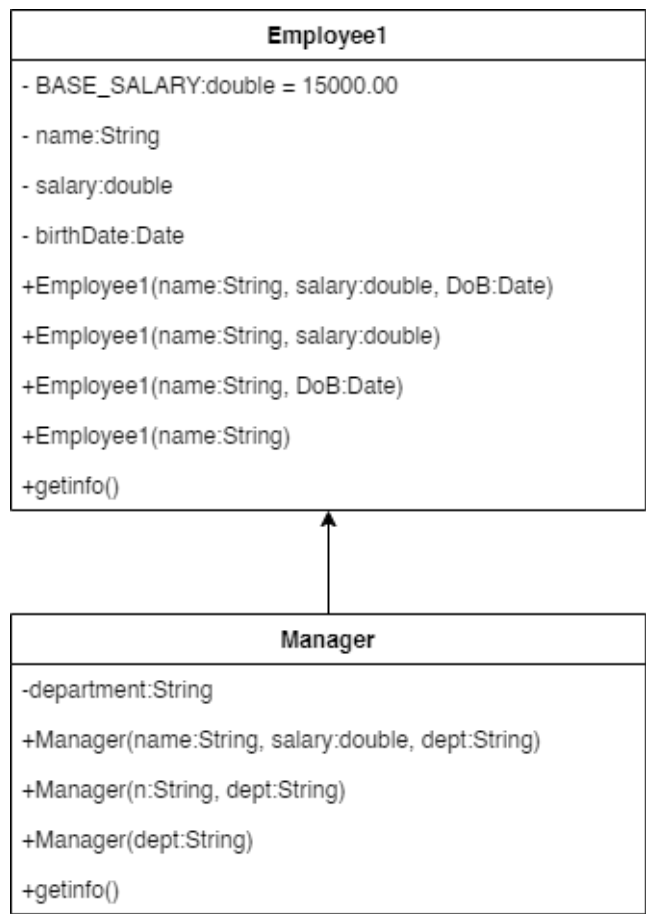 Employee1
- BASE_SALARY:double = 15000.00
- name:String
- salary:double
- birthDate:Date
+Employee1(name:String, salary:double, DoB:Date)
+Employee1(name:String, salary:double)
+Employee1(name:String, DoB:Date)
+Employee1(name:String)
+getinfo()
Manager
-department:String
+Manager(name:String, salary:double, dept:String)
+Manager(n:String, dept:String)
+Manager(dept:String)
+getinfo()